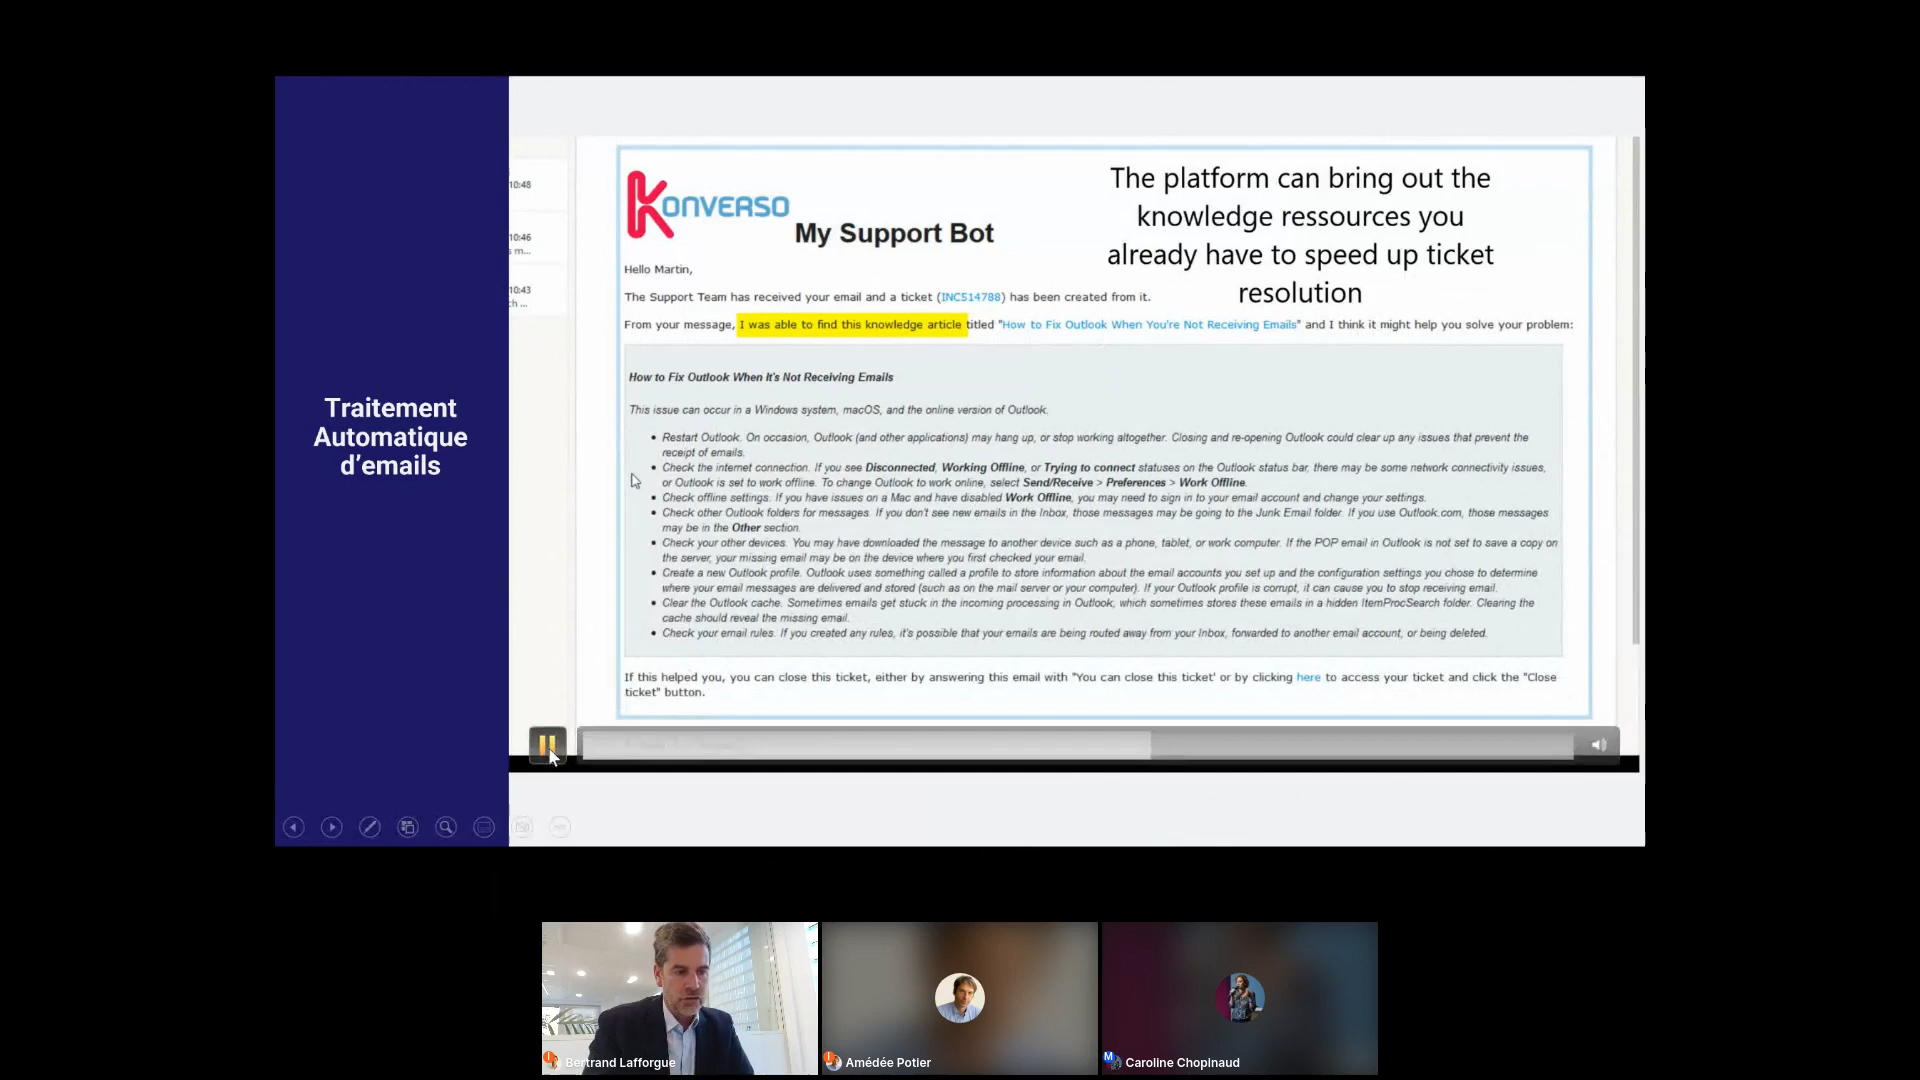 Traitement
Automatique
d’emails
10:48
10:46
s m...
10:43
ch ...
KONVERSO
My Support Bot
The platform can bring out the
knowledge ressources you
already have to speed up ticket
resolution
Hello Martin,
The Support Team has received your email and a ticket (INC514788) has been created from it.
From your message, I was able to find this knowledge article titled "How to Fix Outlook When You're Not Receiving Emails" and I think it might help you solve your problem:
How to Fix Outlook When It's Not Receiving Emails
This issue can occur in a Windows system, macOS, and the online version of Outlook.
• Restart Outlook. On occasion, Outlook (and other applications) may hang up, or stop working altogether. Closing and re-opening Outlook could clear up any issues that prevent the
receipt of emails.
• Check the internet connection. If you see Disconnected, Working Offline, or Trying to connect statuses on the Outlook status bar, there may be some network connectivity issues,
or Outlook is set to work offline. To change Outlook to work online, select Send/Receive > Preferences > Work Offline.
• Check offline settings. If you have issues on a Mac and have disabled Work Offline, you may need to sign in to your email account and change your settings.
• Check other Outlook folders for messages. If you don't see new emails in the Inbox, those messages may be going to the Junk Email folder. If you use Outlook.com, those messages
may be in the Other section.
• Check your other devices. You may have downloaded the message to another device such as a phone, tablet, or work computer. If the POP email in Outlook is not set to save a copy on
the server, your missing email may be on the device where you first checked your email.
• Create a new Outlook profile. Outlook uses something called a profile to store information about the email accounts you set up and the configuration settings you chose to determine
where your email messages are delivered and stored (such as on the mail server or your computer). If your Outlook profile is corrupt, it can cause you to stop receiving email.
• Clear the Outlook cache. Sometimes emails get stuck in the incoming processing in Outlook, which sometimes stores these emails in a hidden ItemProcSearch folder. Clearing the
cache should reveal the missing email.
• Check your email rules. If you created any rules, it's possible that your emails are being routed away from your Inbox, forwarded to another email account, or being deleted.
If this helped you, you can close this ticket, either by answering this email with "You can close this ticket' or by clicking here to access your ticket and click the "Close
ticket" button.
Bertrand Lafforgue
Amédée Potier
M
Caroline Chopinaud